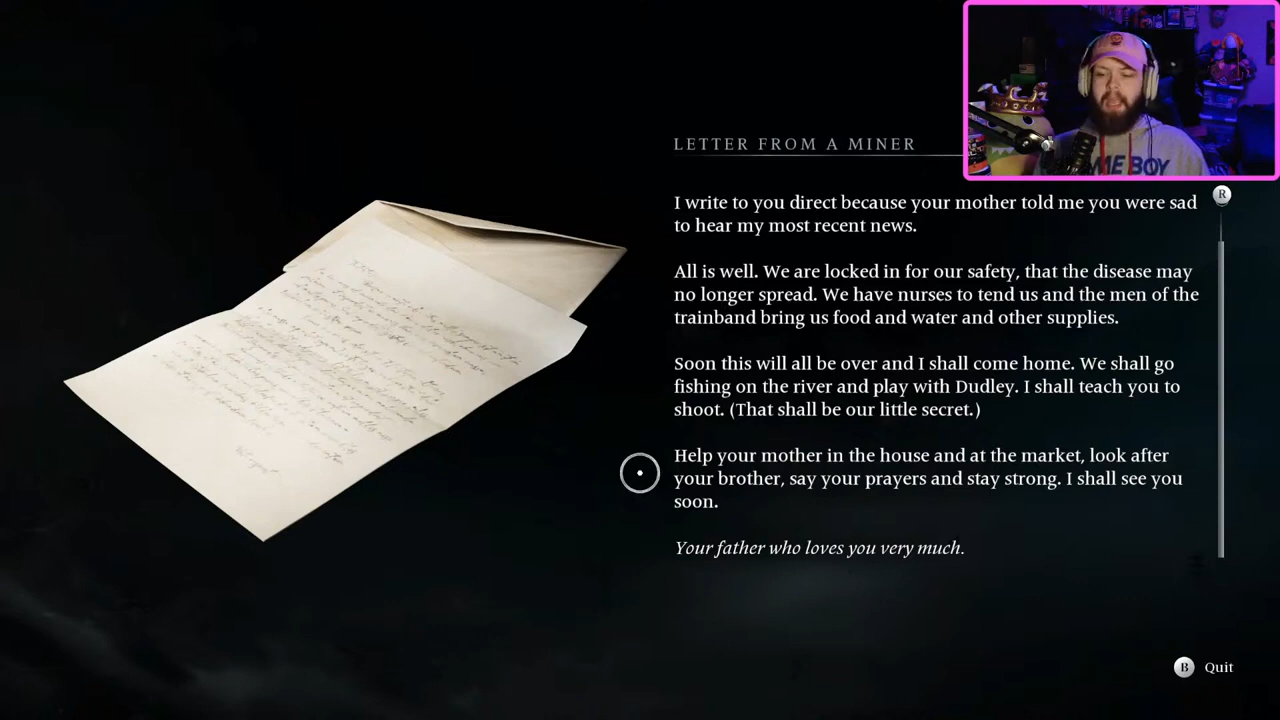 LETTER FROM A MINER
I write to you direct because your mother told me you were sad
to hear my most recent news.
All is well. We are locked in for our safety, that the disease may
no longer spread. We have nurses to tend us and the men of the
trainband bring us food and water and other supplies.
Soon this will all be over and I shall come home. We shall go
fishing on the river and play with Dudley. I shall teach you to
shoot. (That shall be our little secret.)
Help your mother in the house and at the market, look after
your brother, say your prayers and stay strong. I shall see you
soon.
Your father who loves you very much.
R
B Quit
BOY